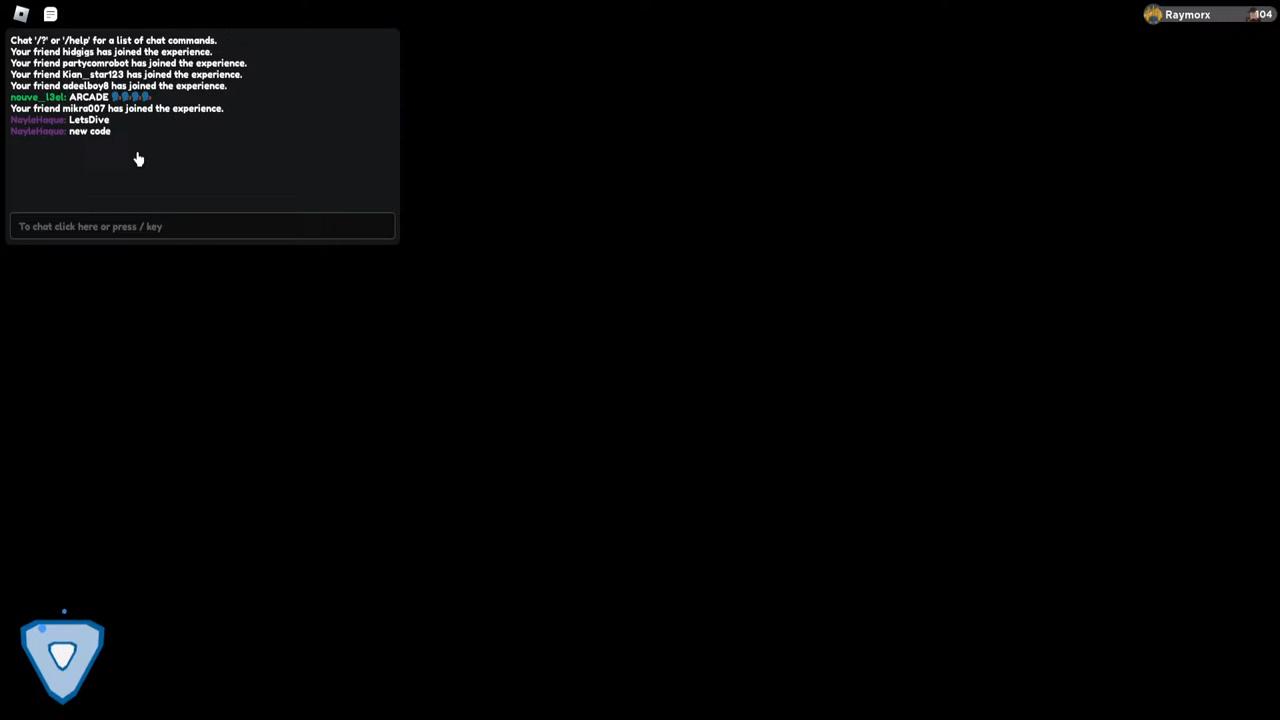 Raymorx 104
Chat '/?' or '/help' for a list of chat commands.
Your friend hidgigs has joined the experience.
Your friend partycomrobot has joined the experience.
Your friend Kian_star123 has joined the experience.
Your friend adeelboy8 has joined the experience.
nouve_l3el: ARCADE 🗣️🗣️🗣️🗣️
Your friend mikra007 has joined the experience.
NayleHaque: LetsDive
NayleHaque: new code
To chat click here or press / key